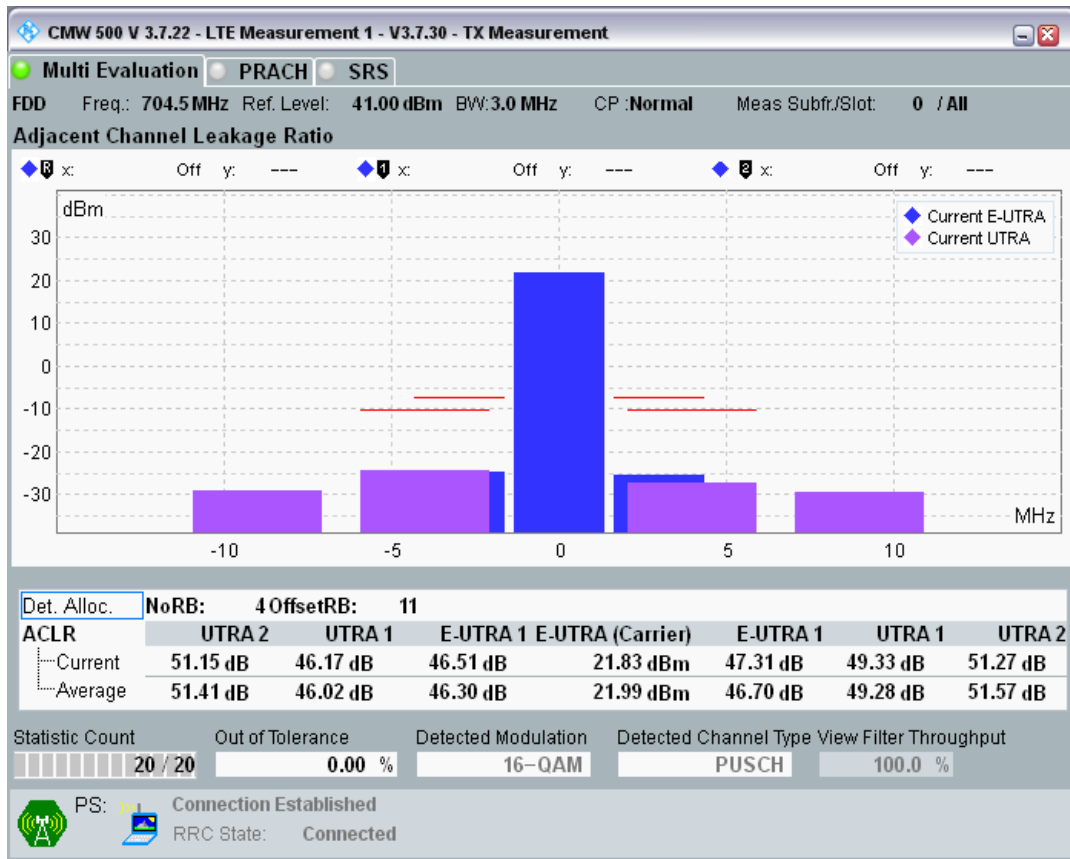 CMW 500 V 3.7.22 - LTE Measurement 1 - V3.7.30 - TX Measurement
Multi Evaluation PRACH SRS
FDD Freq.: 704.5 MHz Ref. Level: 41.00 dBm BW: 3.0 MHz CP :Normal Meas Subfr./Slot: 0 / All
Adjacent Channel Leakage Ratio
R x: Off y: --- 1 x: Off y: --- 2 x: Off y: ---
dBm
Current E-UTRA
Current UTRA
30
20
10
0
-10
-20
-30
MHz
-10 -5 0 5 10
Det. Alloc. NoRB: 4 OffsetRB: 11
ACLR UTRA 2 UTRA 1 E-UTRA 1 E-UTRA (Carrier) E-UTRA 1 UTRA 1 UTRA 2
Current 51.15 dB 46.17 dB 46.51 dB 21.83 dBm 47.31 dB 49.33 dB 51.27 dB
Average 51.41 dB 46.02 dB 46.30 dB 21.99 dBm 46.70 dB 49.28 dB 51.57 dB
Statistic Count Out of Tolerance Detected Modulation Detected Channel Type View Filter Throughput
20 / 20 0.00 % 16-QAM PUSCH 100.0 %
PS: Connection Established
RRC State: Connected